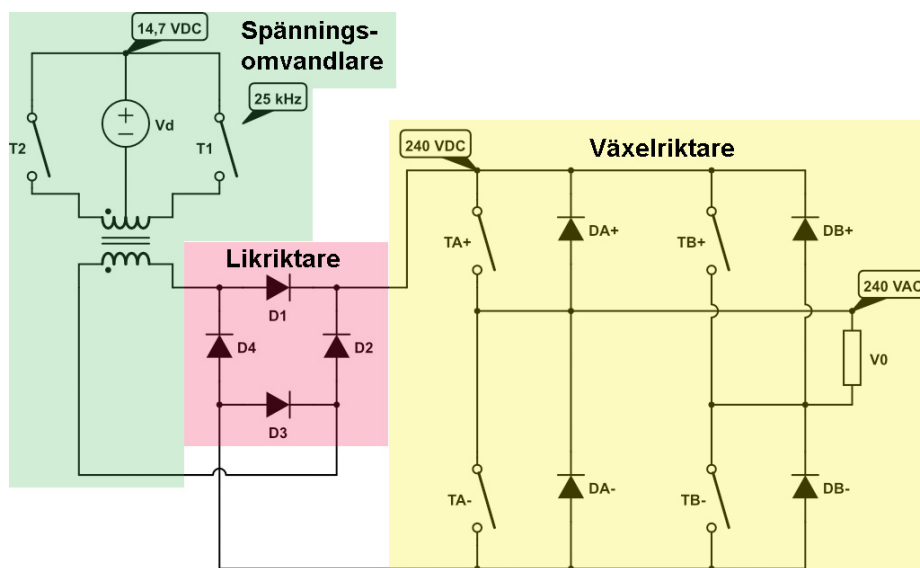 14,7 VDC
Spännings-
omvandlare
25 kHz
T2
Vd
T1
240 VDC
Växelriktare
TA+
DA+
TB+
DB+
Likriktare
240 VAC
D1
D4
D2
V0
D3
TA-
DA-
TB-
DB-